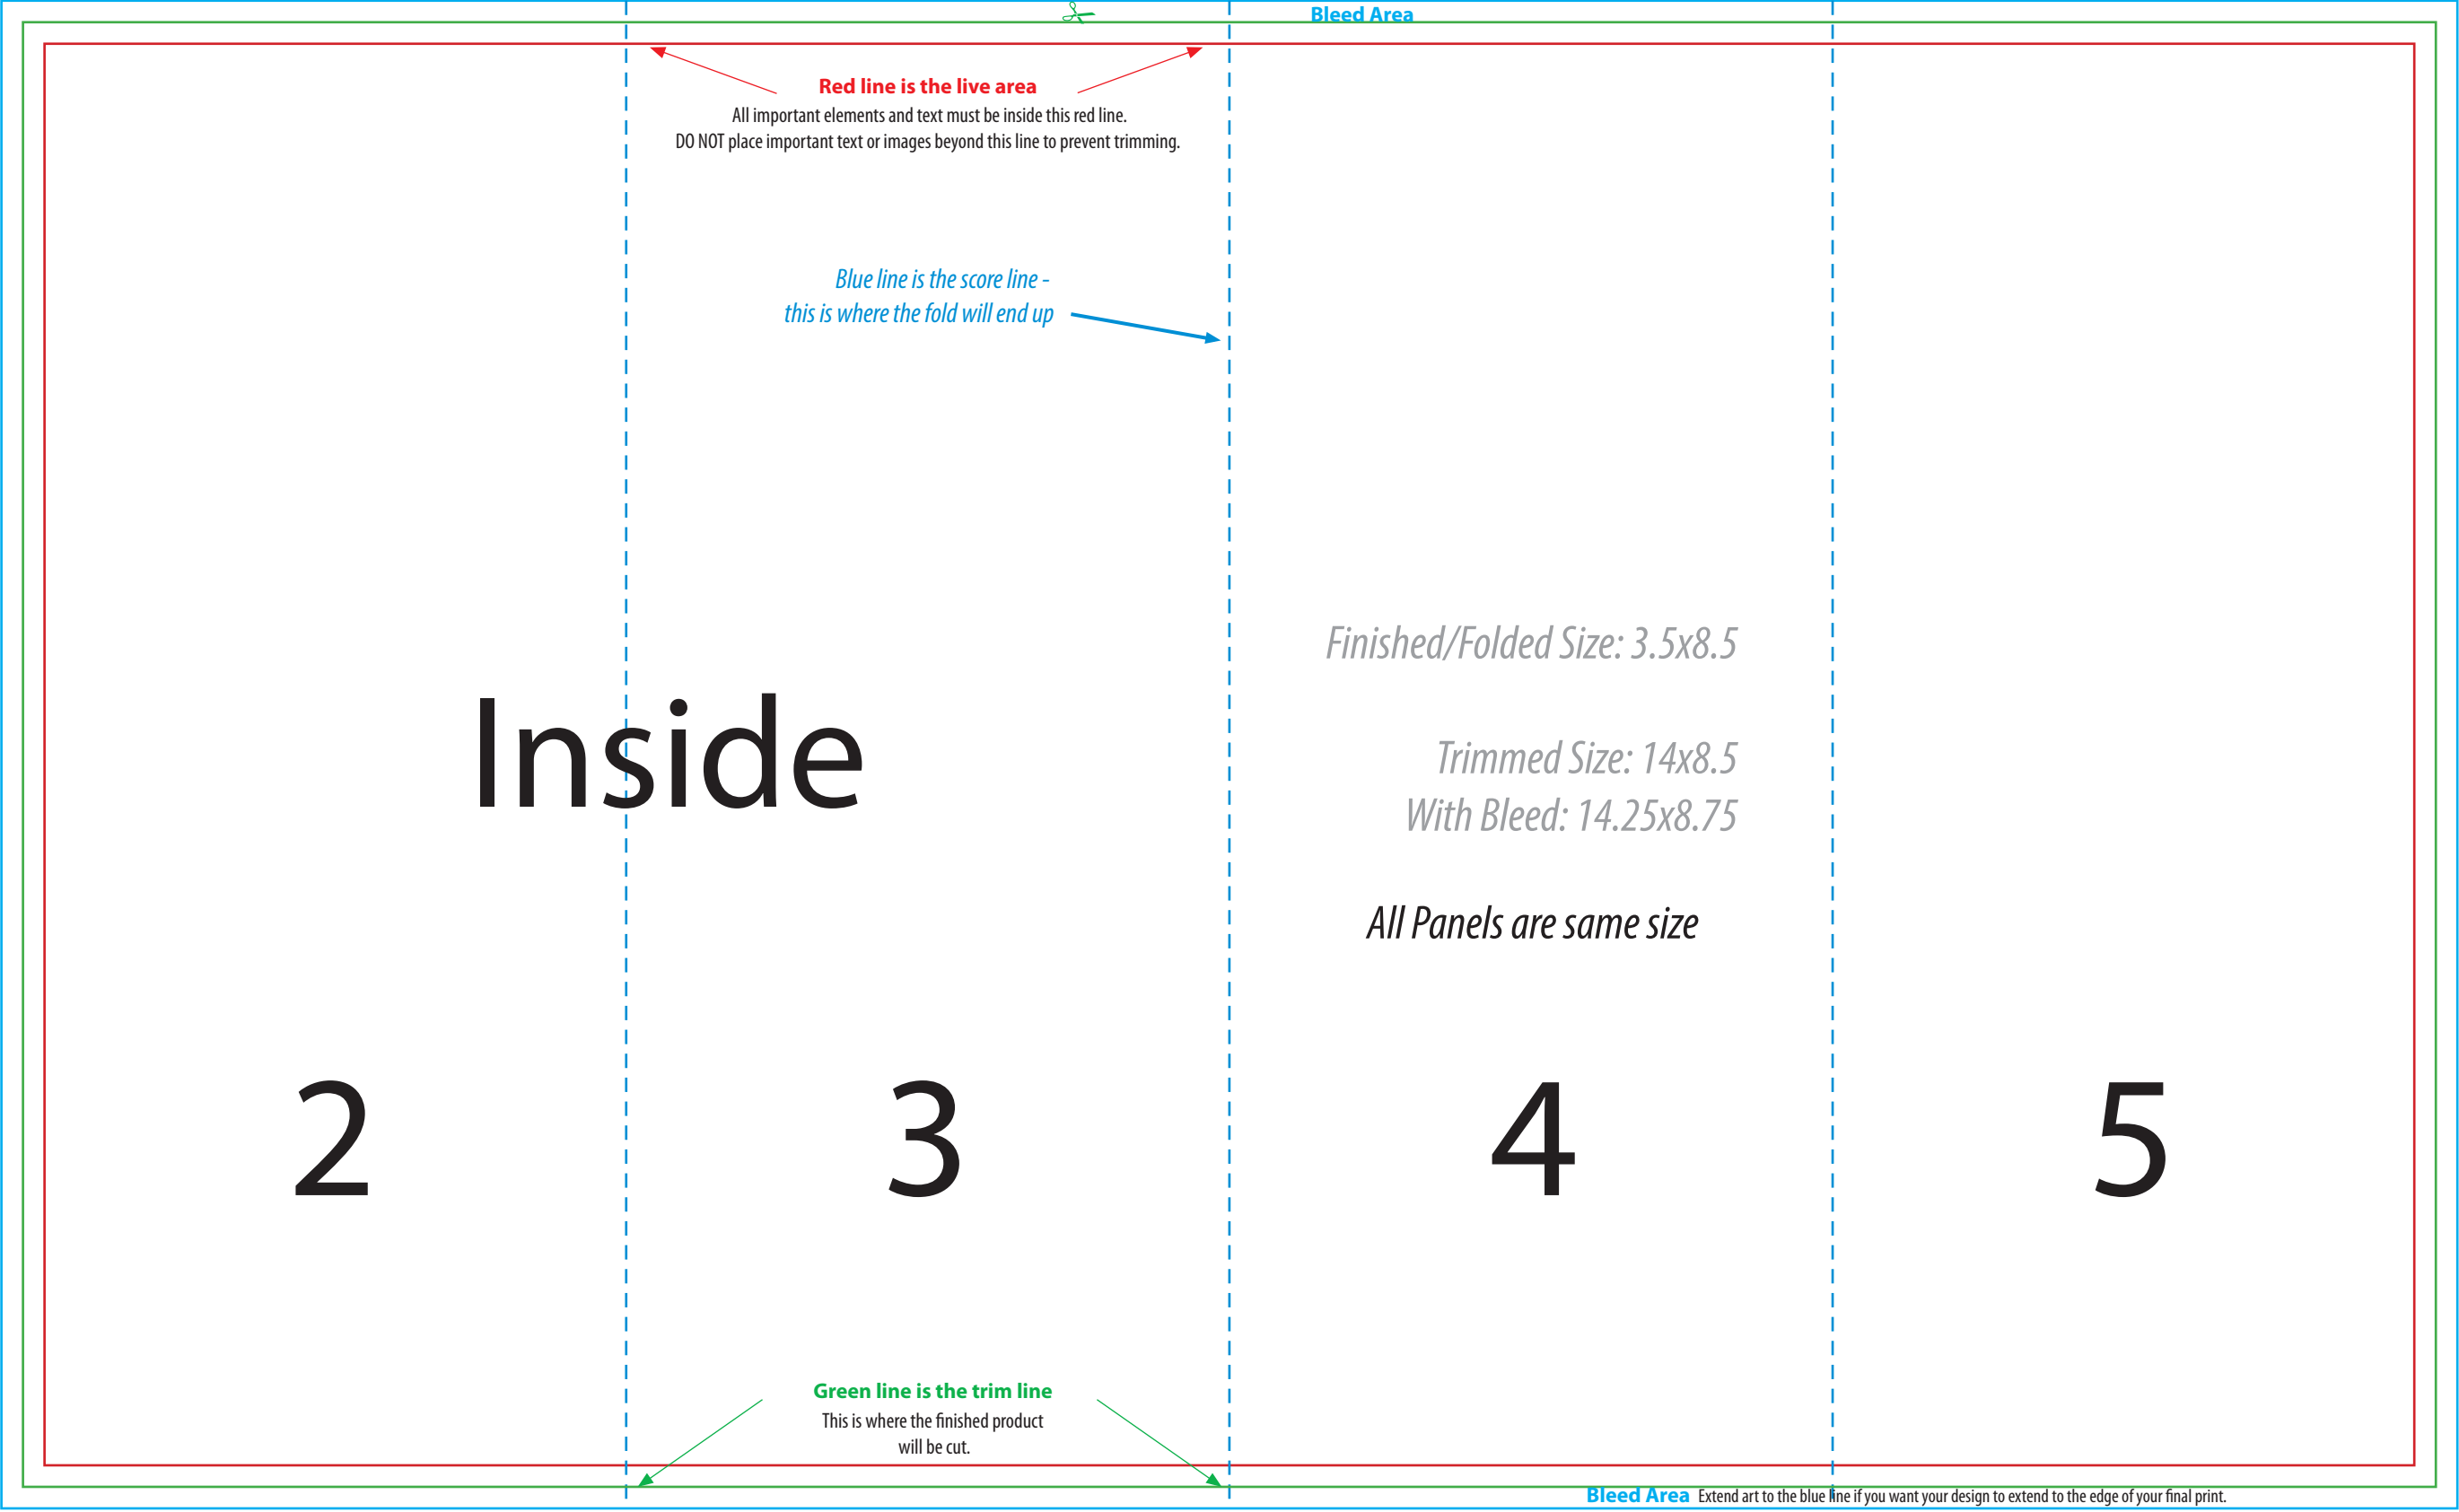 Bleed Area
Red line is the live area
All important elements and text must be inside this red line.
DO NOT place important text or images beyond this line to prevent trimming.
Blue line is the score line -
this is where the fold will end up
Finished/Folded Size: 3.5x8.5
Inside
Trimmed Size: 14x8.5
With Bleed: 14.25x8.75
All Panels are same size
2 3 4 5
Green line is the trim line
This is where the finished product
will be cut.
Bleed Area Extend art to the blue line if you want your design to extend to the edge of your final print.